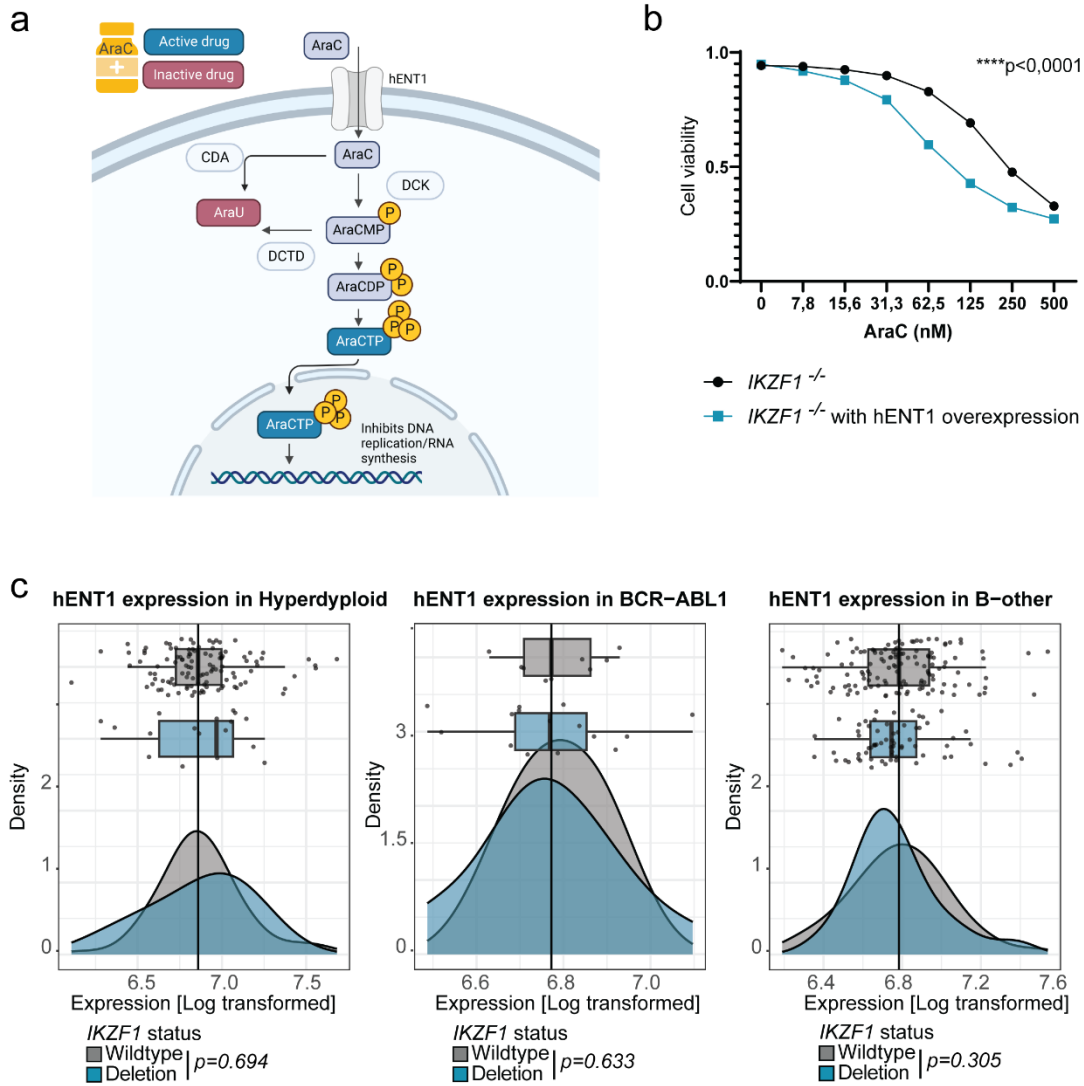 a
AraC
Active drug
Inactive drug
AraC
hENT1
AraC
CDA
DCK
AraU
P
AraCMP
DCTD
P
AraCDP
P
P
AraCTP
P
P
P
AraCTP
P
P
Inhibits DNA
replication/RNA
synthesis
b
1.0
0.5
0.0
Cell viability
****p<0,0001
0 7,8 15,6 31,3 62,5 125 250 500
AraC (nM)
IKZF1 -/-
IKZF1 -/- with hENT1 overexpression
c
hENT1 expression in Hyperdyploid
Density
2
1
0
6.5 7.0 7.5
Expression [Log transformed]
IKZF1 status
Wildtype
Deletion
p=0.694
hENT1 expression in BCR-ABL1
Density
3
1.5
0
6.6 6.8 7.0
Expression [Log transformed]
IKZF1 status
Wildtype
Deletion
p=0.633
hENT1 expression in B-other
Density
2
1
0
6.4 6.8 7.2 7.6
Expression [Log transformed]
IKZF1 status
Wildtype
Deletion
p=0.305